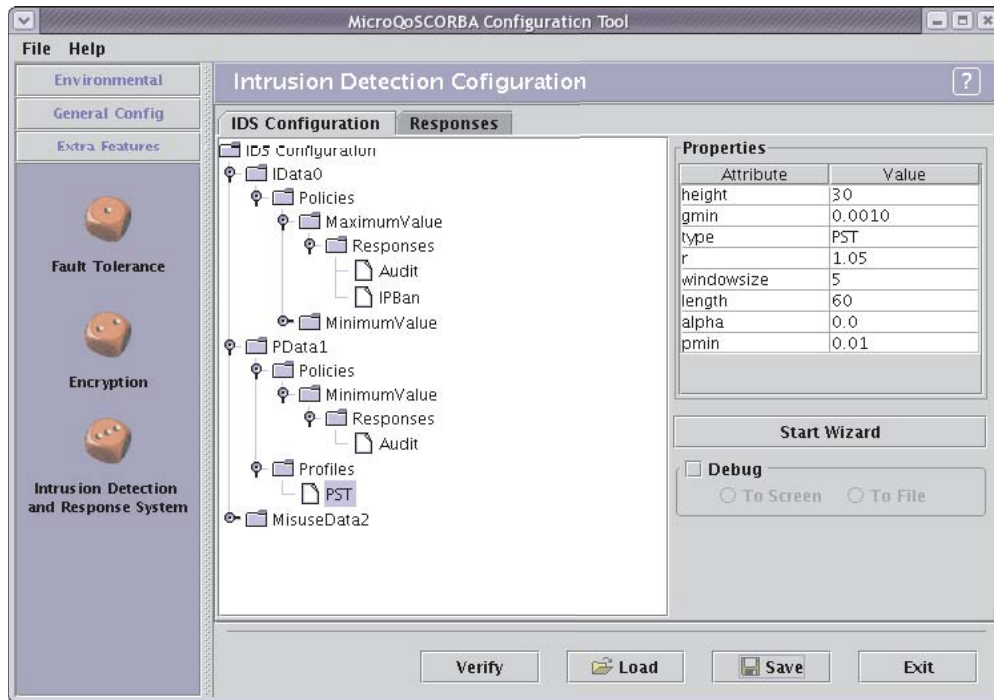 MicroQoSCORBA Configuration Tool
File Help
Environmental
General Config
Extra Features
Fault Tolerance
Encryption
Intrusion Detection
and Response System
Intrusion Detection Cofiguration
?
IDS Configuration Responses
IDS Configuration
IData0
Policies
MaximumValue
Responses
Audit
IPBan
MinimumValue
PData1
Policies
MinimumValue
Responses
Audit
Profiles
PST
MisuseData2
Properties
Attribute Value
height 30
gmin 0.0010
type PST
r 1.05
windowsize 5
length 60
alpha 0.0
pmin 0.01
Start Wizard
Debug
To Screen To File
Verify Load Save Exit